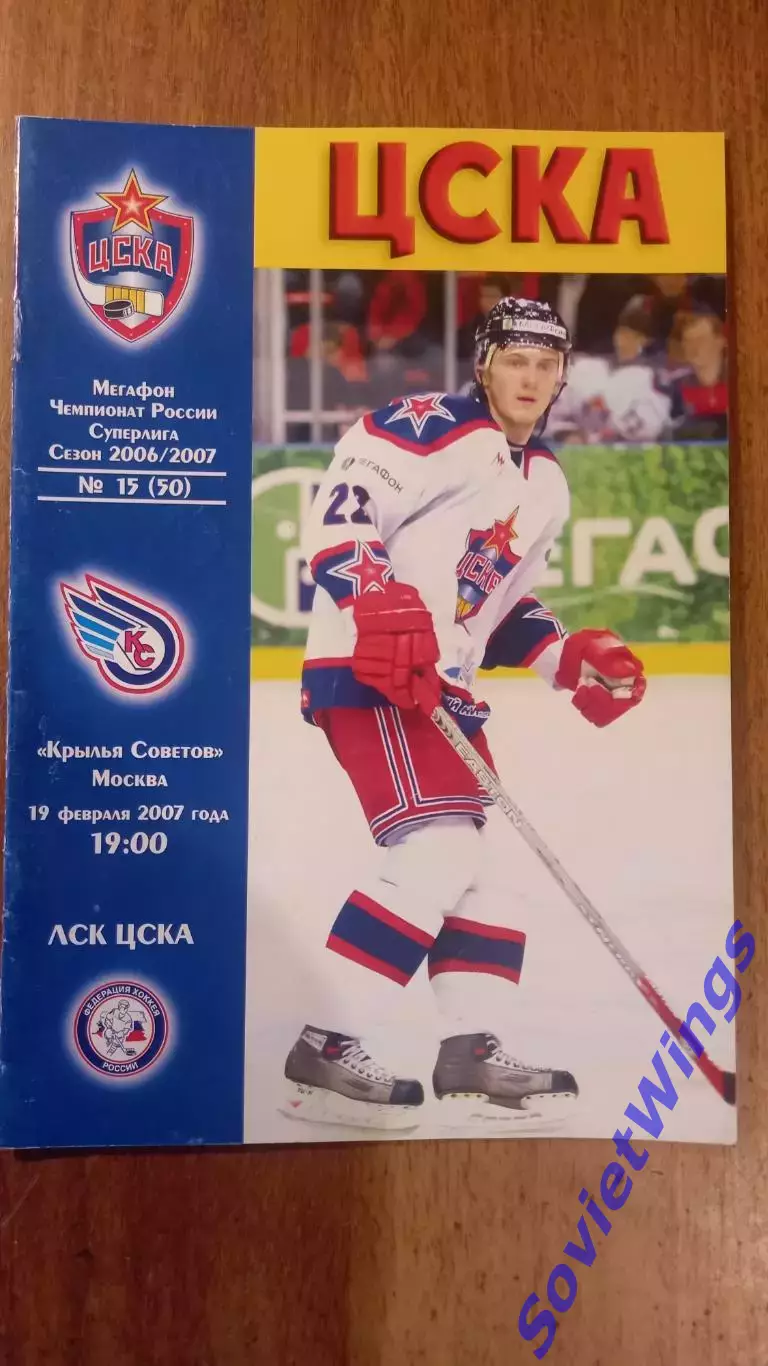 ЦСКА
ЦСКА
Мегафон
Чемпионат России
Суперлига
Сезон 2006/2007
№ 15 (50)
КС
«Крылья Советов»
Москва
19 февраля 2007 года
19:00
ЛСК ЦСКА
ФЕДЕРАЦИЯ ХОККЕЯ
РОССИИ
МЕГАФОН
22
ЦСКА
ЕГАФ
EASTON
SovietWings